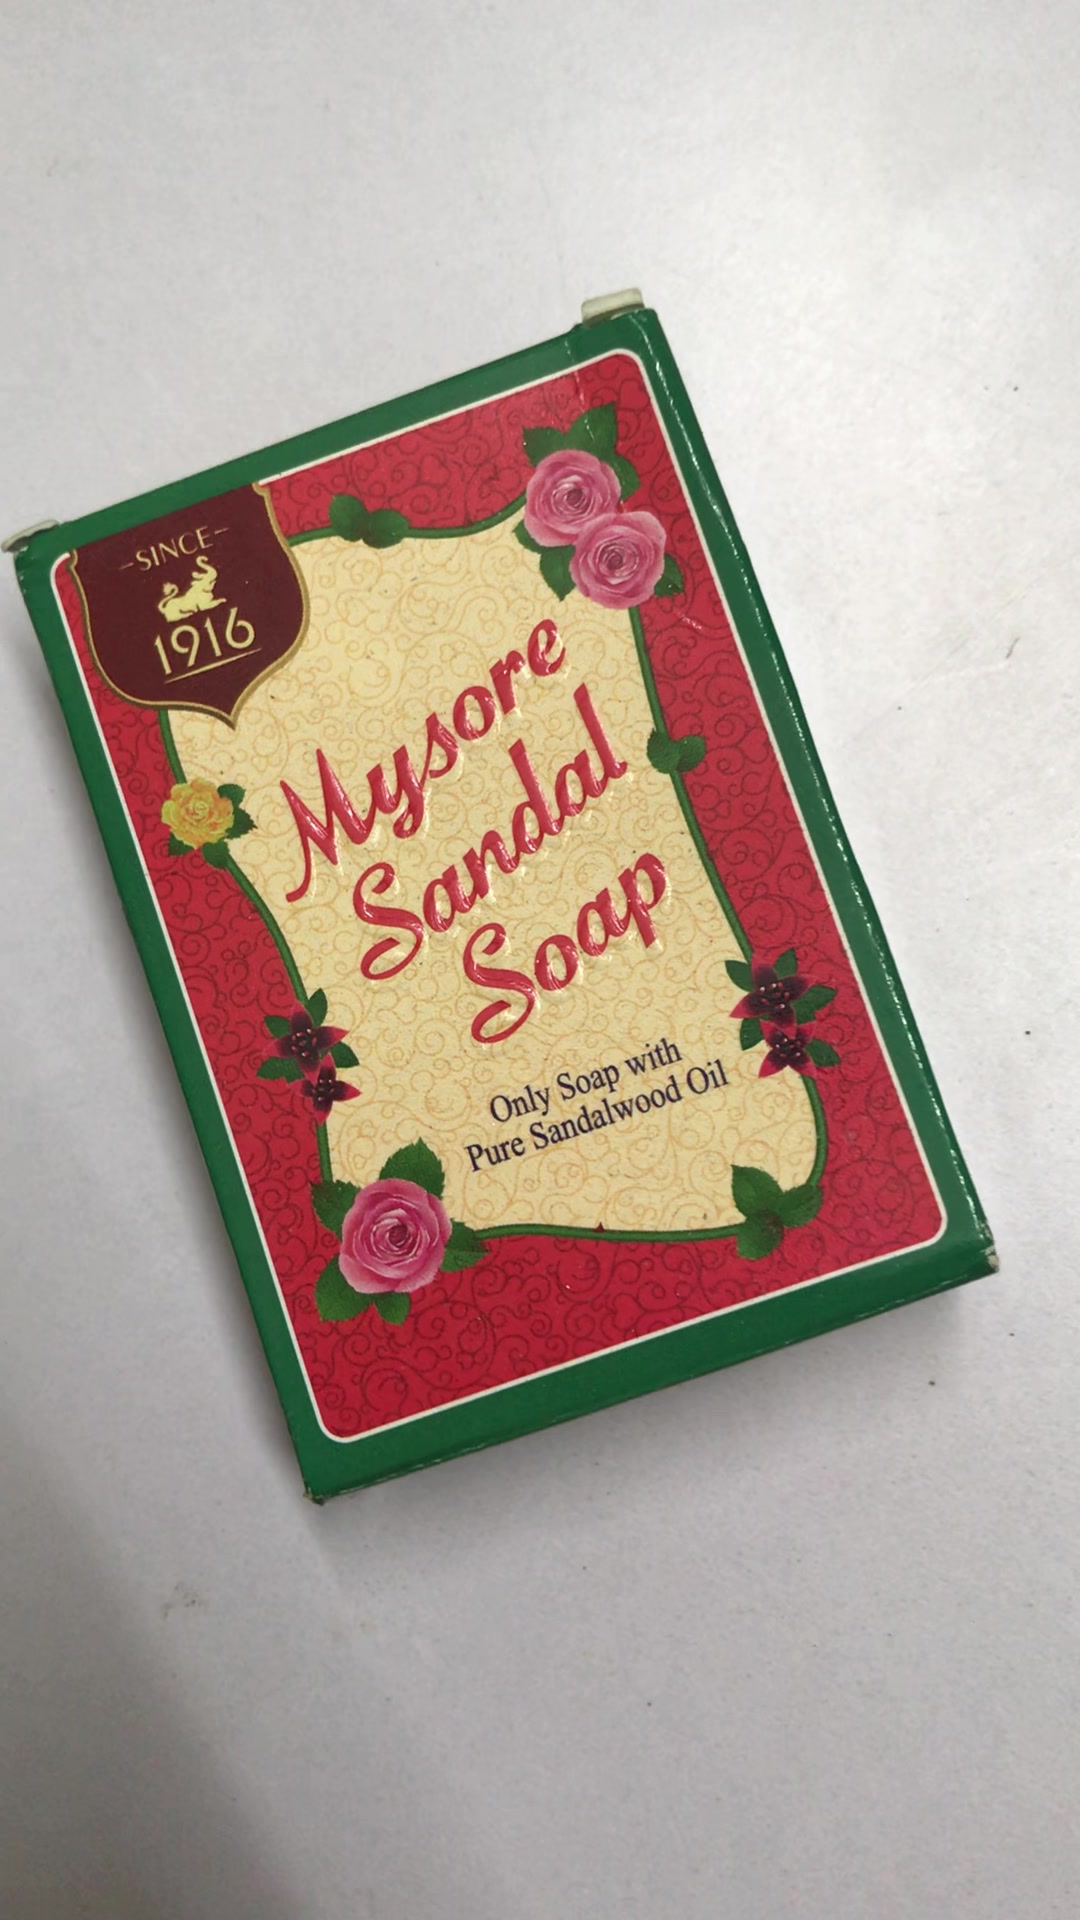 -SINCE-
1916
Mysore
Sandal
Soap
Only Soap with
Pure Sandalwood Oil